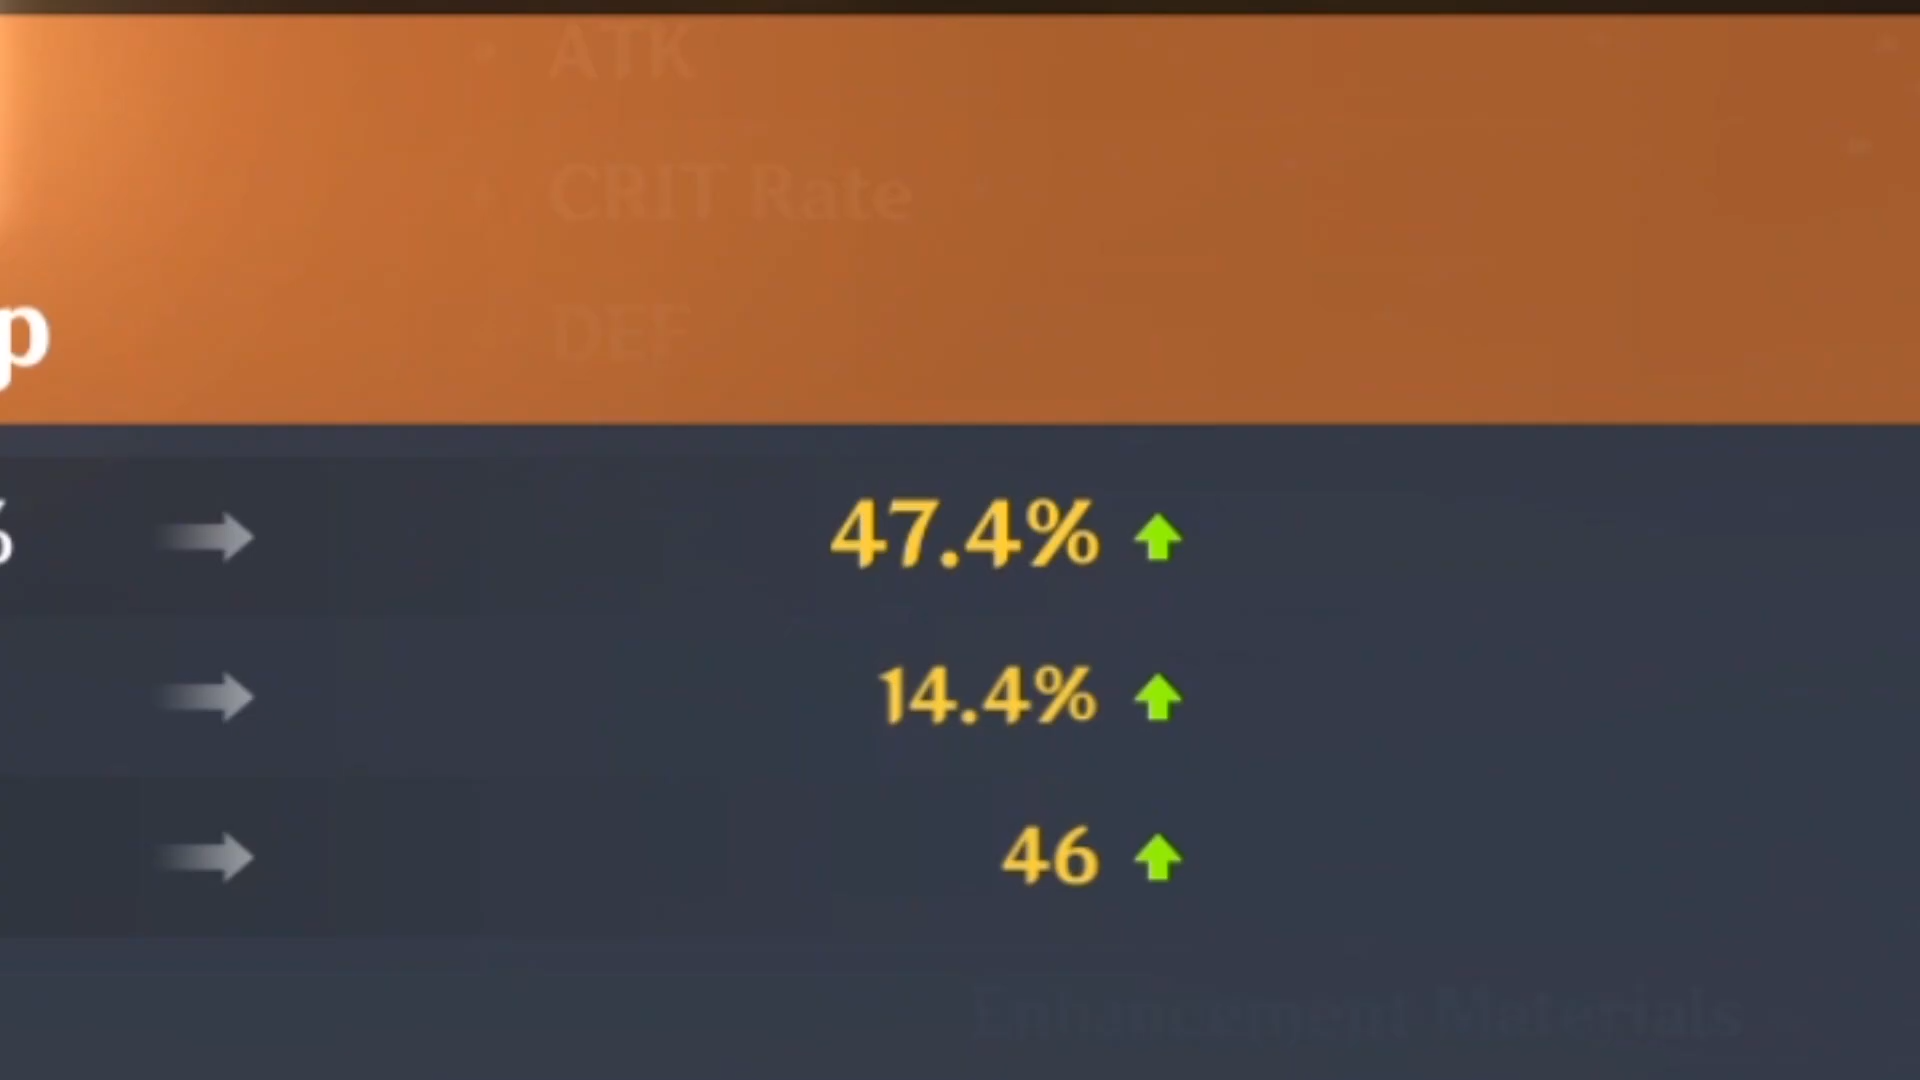 ATK
CRIT Rate
DEF
p
% 47.4%
14.4%
46
Enhancement Materials